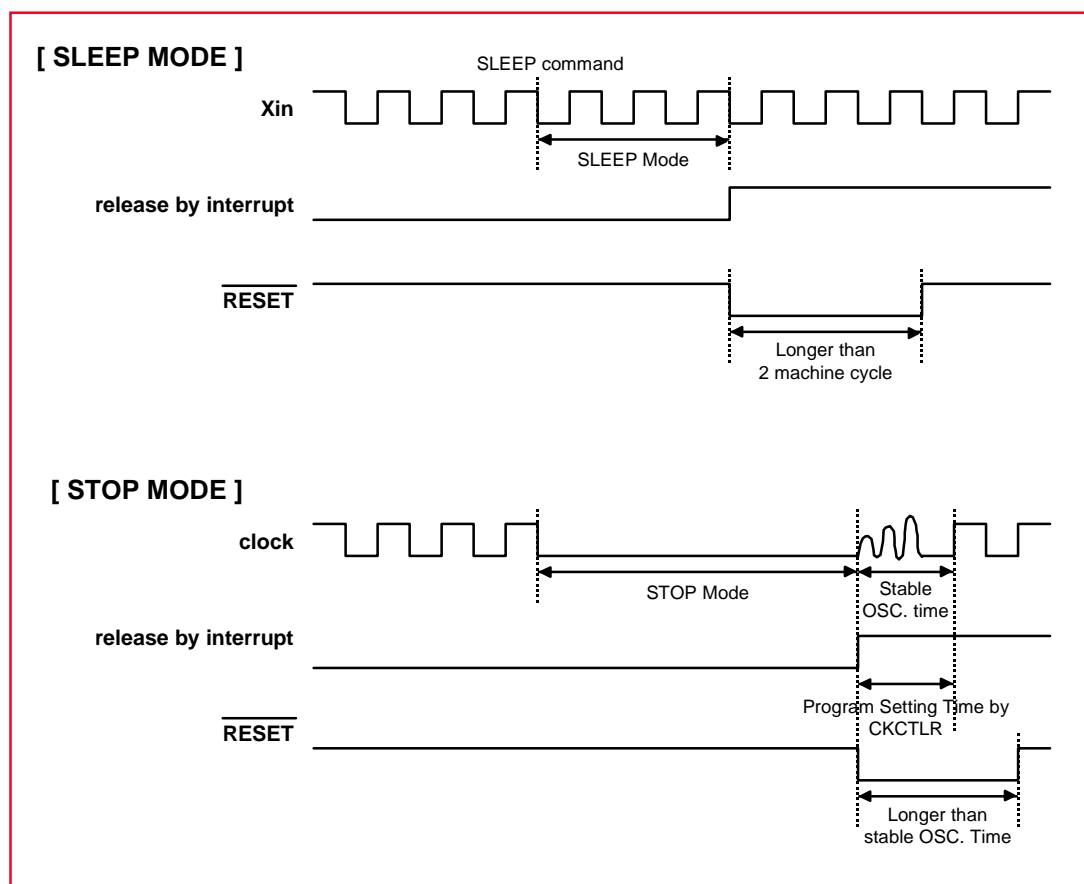 [ SLEEP MODE ]
SLEEP command
Xin
SLEEP Mode
release by interrupt
RESET
Longer than
2 machine cycle
[ STOP MODE ]
clock
STOP Mode
Stable
OSC. time
release by interrupt
Program Setting Time by
CKCTLR
RESET
Longer than
stable OSC. Time